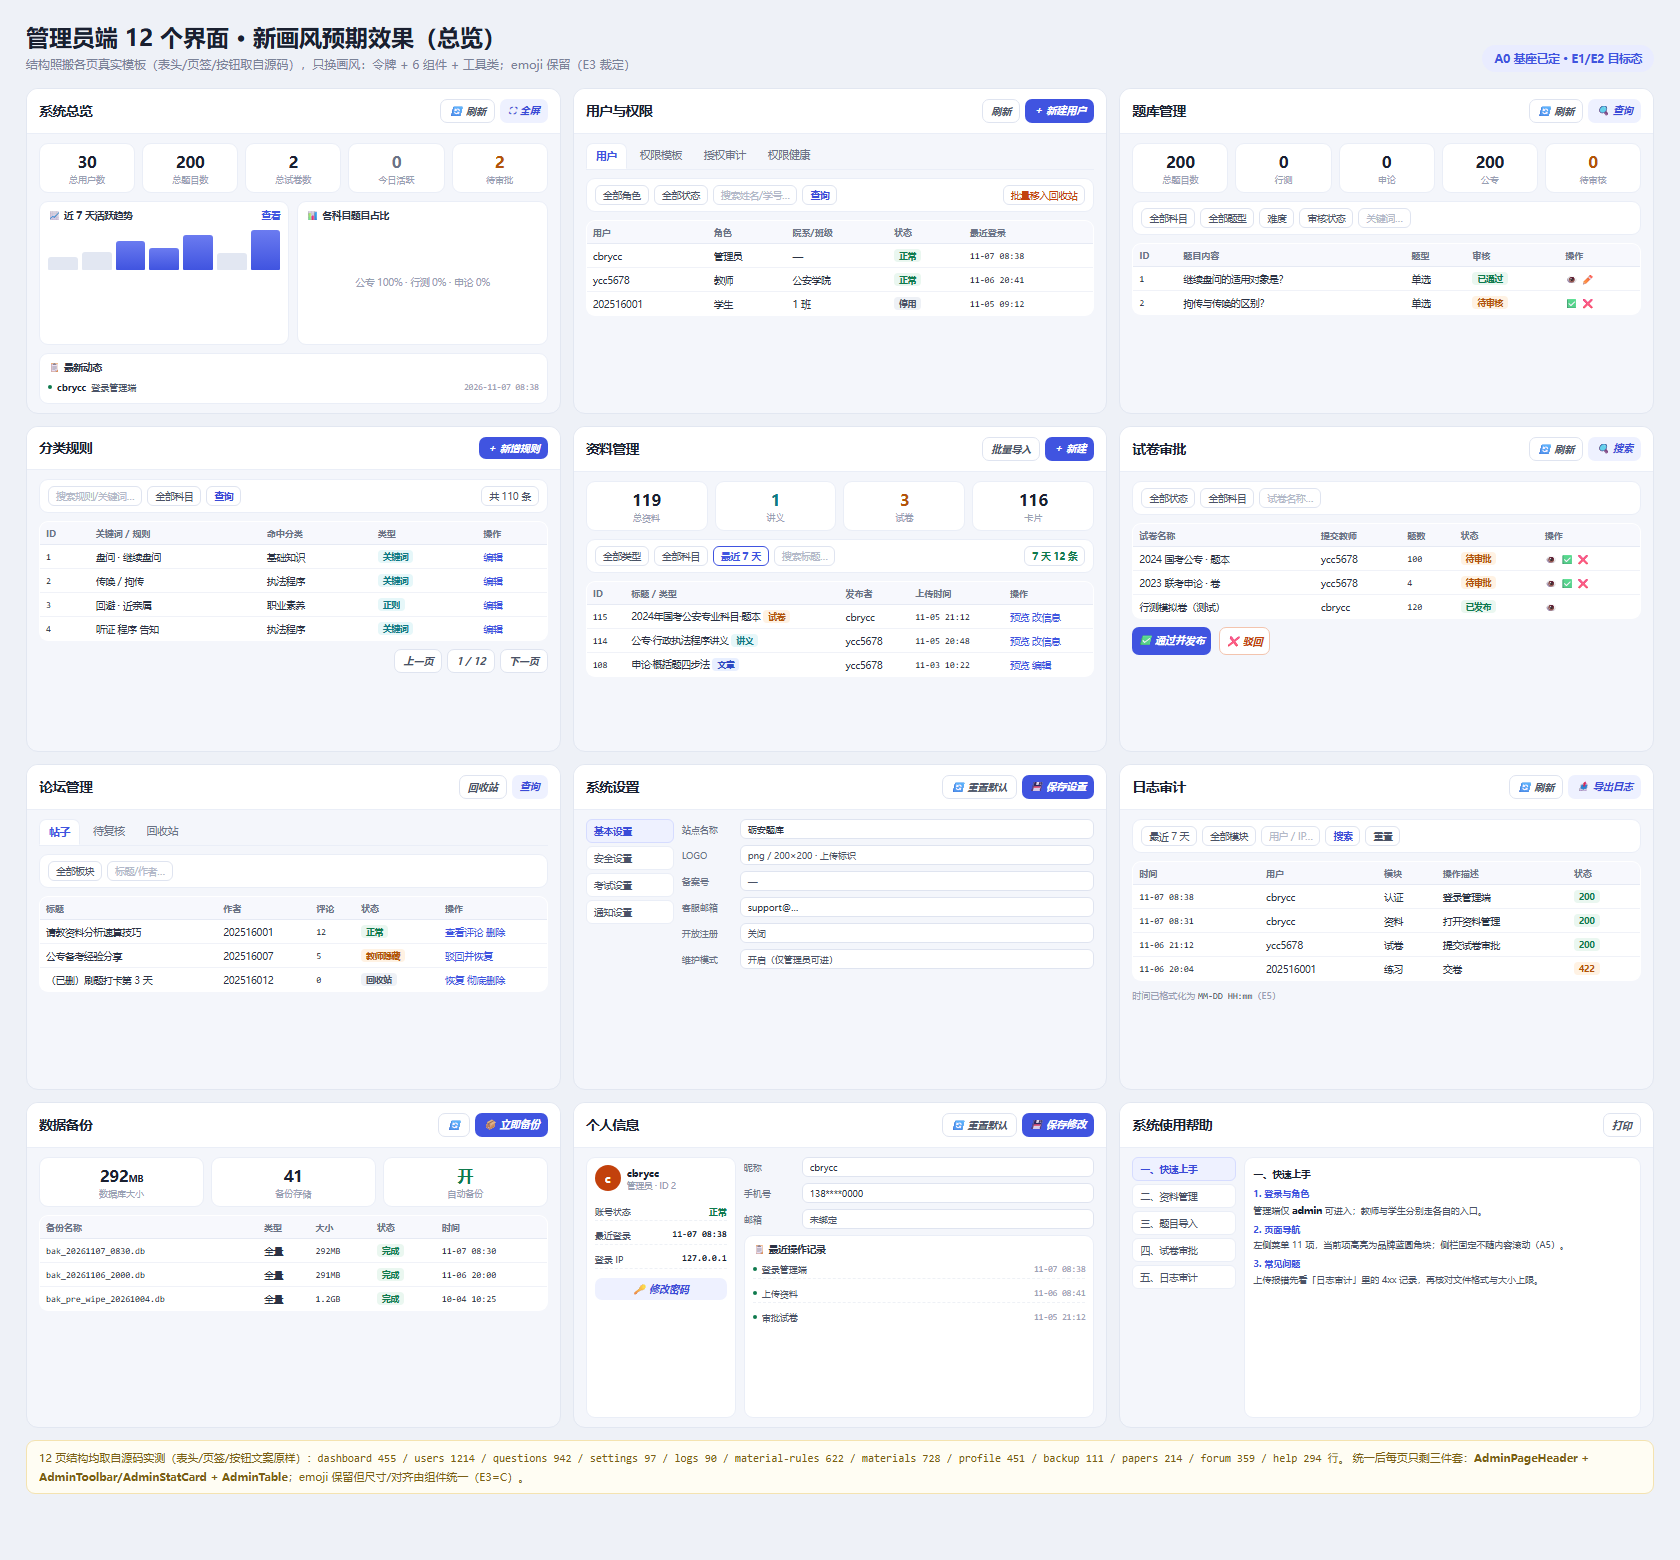 管理员端 12 个界面 · 新画风预期效果（总览）
结构照搬各页真实模板（表头/页签/按钮取自源码），只换画风：令牌 + 6 组件 + 工具类；emoji 保留（E3 裁定）
A0 基座已定 · E1/E2 目标态
系统总览
刷新
全屏
30
总用户数
200
总题目数
2
总试卷数
0
今日活跃
2
待审批
近 7 天活跃趋势
查看
各科目题目占比
公专 100% · 行测 0% · 申论 0%
最新动态
cbrycc 登录管理端
2026-11-07 08:38
用户与权限
刷新
+ 新建用户
用户 权限模板 授权审计 权限健康
全部角色 全部状态 搜索姓名/学号... 查询 批量移入回收站
用户 角色 院系/班级 状态 最近登录
cbrycc 管理员 — 正常 11-07 08:38
ycc5678 教师 公安学院 正常 11-06 20:41
202516001 学生 1 班 停用 11-05 09:12
题库管理
刷新
查询
200
总题目数
0
行测
0
申论
200
公专
0
待审核
全部科目 全部题型 难度 审核状态 关键词...
ID 题目内容 题型 审核 操作
1 继续盘问的适用对象是? 单选 已通过
2 拘传与传唤的区别? 单选 待审核
分类规则
+ 新增规则
搜索规则/关键词... 全部科目 查询 共 110 条
ID 关键词 / 规则 命中分类 类型 操作
1 盘问 · 继续盘问 基础知识 关键词 编辑
2 传唤 / 拘传 执法程序 关键词 编辑
3 回避 · 近亲属 职业素养 正则 编辑
4 听证 程序 告知 执法程序 关键词 编辑
上一页 1 / 12 下一页
资料管理
批量导入
+ 新建
119
总资料
1
讲义
3
试卷
116
卡片
全部类型 全部科目 最近 7 天 搜索标题... 7 天 12 条
ID 标题 / 类型 发布者 上传时间 操作
115 2024年国考公安专业科目·题本 试卷 cbrycc 11-05 21:12 预览 改信息
114 公专·行政执法程序讲义 讲义 ycc5678 11-05 20:48 预览 改信息
108 申论·概括题四步法 文章 ycc5678 11-03 10:22 预览 编辑
试卷审批
刷新
搜索
全部状态 全部科目 试卷名称...
试卷名称 提交教师 题数 状态 操作
2024 国考公专 · 题本 ycc5678 100 待审批
2023 联考申论 · 卷 ycc5678 4 待审批
行测模拟卷（测试） cbrycc 120 已发布
通过并发布 驳回
论坛管理
回收站
查询
帖子 待复核 回收站
全部板块 标题/作者...
标题 作者 评论 状态 操作
请教资料分析速算技巧 202516001 12 正常 查看评论 删除
公专备考经验分享 202516007 5 教师隐藏 驳回并恢复
（已删）刷题打卡第 3 天 202516012 0 回收站 恢复 彻底删除
系统设置
重置默认
保存设置
基本设置
安全设置
考试设置
通知设置
站点名称 砺安题库
LOGO png / 200×200 · 上传标识
备案号 —
客服邮箱 support@...
开放注册 关闭
维护模式 开启（仅管理员可进）
日志审计
刷新
导出日志
最近 7 天 全部模块 用户 / IP... 搜索 重置
时间 用户 模块 操作描述 状态
11-07 08:38 cbrycc 认证 登录管理端 200
11-07 08:31 cbrycc 资料 打开资料管理 200
11-06 21:12 ycc5678 试卷 提交试卷审批 200
11-06 20:04 202516001 练习 交卷 422
时间已格式化为 MM-DD HH:mm（E5）
数据备份
立即备份
292MB
数据库大小
41
备份存储
开
自动备份
备份名称 类型 大小 状态 时间
bak_20261107_0830.db 全量 292MB 完成 11-07 08:30
bak_20261106_2000.db 全量 291MB 完成 11-06 20:00
bak_pre_wipe_20261004.db 全量 1.2GB 完成 10-04 10:25
个人信息
重置默认
保存修改
c
cbrycc
管理员 · ID 2
账号状态 正常
最近登录 11-07 08:38
登录 IP 127.0.0.1
修改密码
昵称 cbrycc
手机号 138****0000
邮箱 未绑定
最近操作记录
登录管理端 11-07 08:38
上传资料 11-06 08:41
审批试卷 11-05 21:12
系统使用帮助
打印
一、快速上手
二、资料管理
三、题目导入
四、试卷审批
五、日志审计
一、快速上手
1. 登录与角色
管理端仅 admin 可进入；教师与学生分别走各自的入口。
2. 页面导航
左侧菜单 11 项，当前项高亮为品牌蓝圆角块；侧栏固定不随内容滚动（A5）。
3. 常见问题
上传报错先看「日志审计」里的 4xx 记录，再核对文件格式与大小上限。
12 页结构均取自源码实测（表头/页签/按钮文案原样）：dashboard 455 / users 1214 / questions 942 / settings 97 / logs 90 / material-rules 622 / materials 728 / profile 451 / backup 111 / papers 214 / forum 359 / help 294 行。 统一后每页只剩三件套：AdminPageHeader +
AdminToolbar/AdminStatCard + AdminTable；emoji 保留但尺寸/对齐由组件统一（E3=C）。